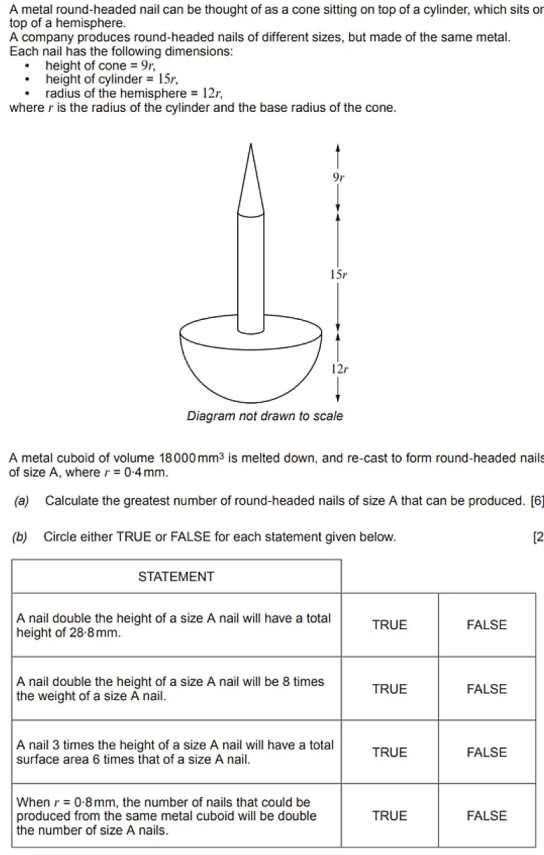 A metal round-headed nail can be thought of as a cone sitting on top of a cylinder, which sits on
top of a hemisphere.
A company produces round-headed nails of different sizes, but made of the same metal.
Each nail has the following dimensions:
• height of cone = 9r,
• height of cylinder = 15r,
• radius of the hemisphere = 12r,
where r is the radius of the cylinder and the base radius of the cone.
9r
15r
12r
Diagram not drawn to scale
A metal cuboid of volume 18 000 mm³ is melted down, and re-cast to form round-headed nails
of size A, where r = 0·4 mm.
(a) Calculate the greatest number of round-headed nails of size A that can be produced. [6]
(b) Circle either TRUE or FALSE for each statement given below. [2
STATEMENT
A nail double the height of a size A nail will have a total
height of 28·8 mm.
TRUE FALSE
A nail double the height of a size A nail will be 8 times
the weight of a size A nail.
TRUE FALSE
A nail 3 times the height of a size A nail will have a total
surface area 6 times that of a size A nail.
TRUE FALSE
When r = 0·8 mm, the number of nails that could be
produced from the same metal cuboid will be double
the number of size A nails.
TRUE FALSE